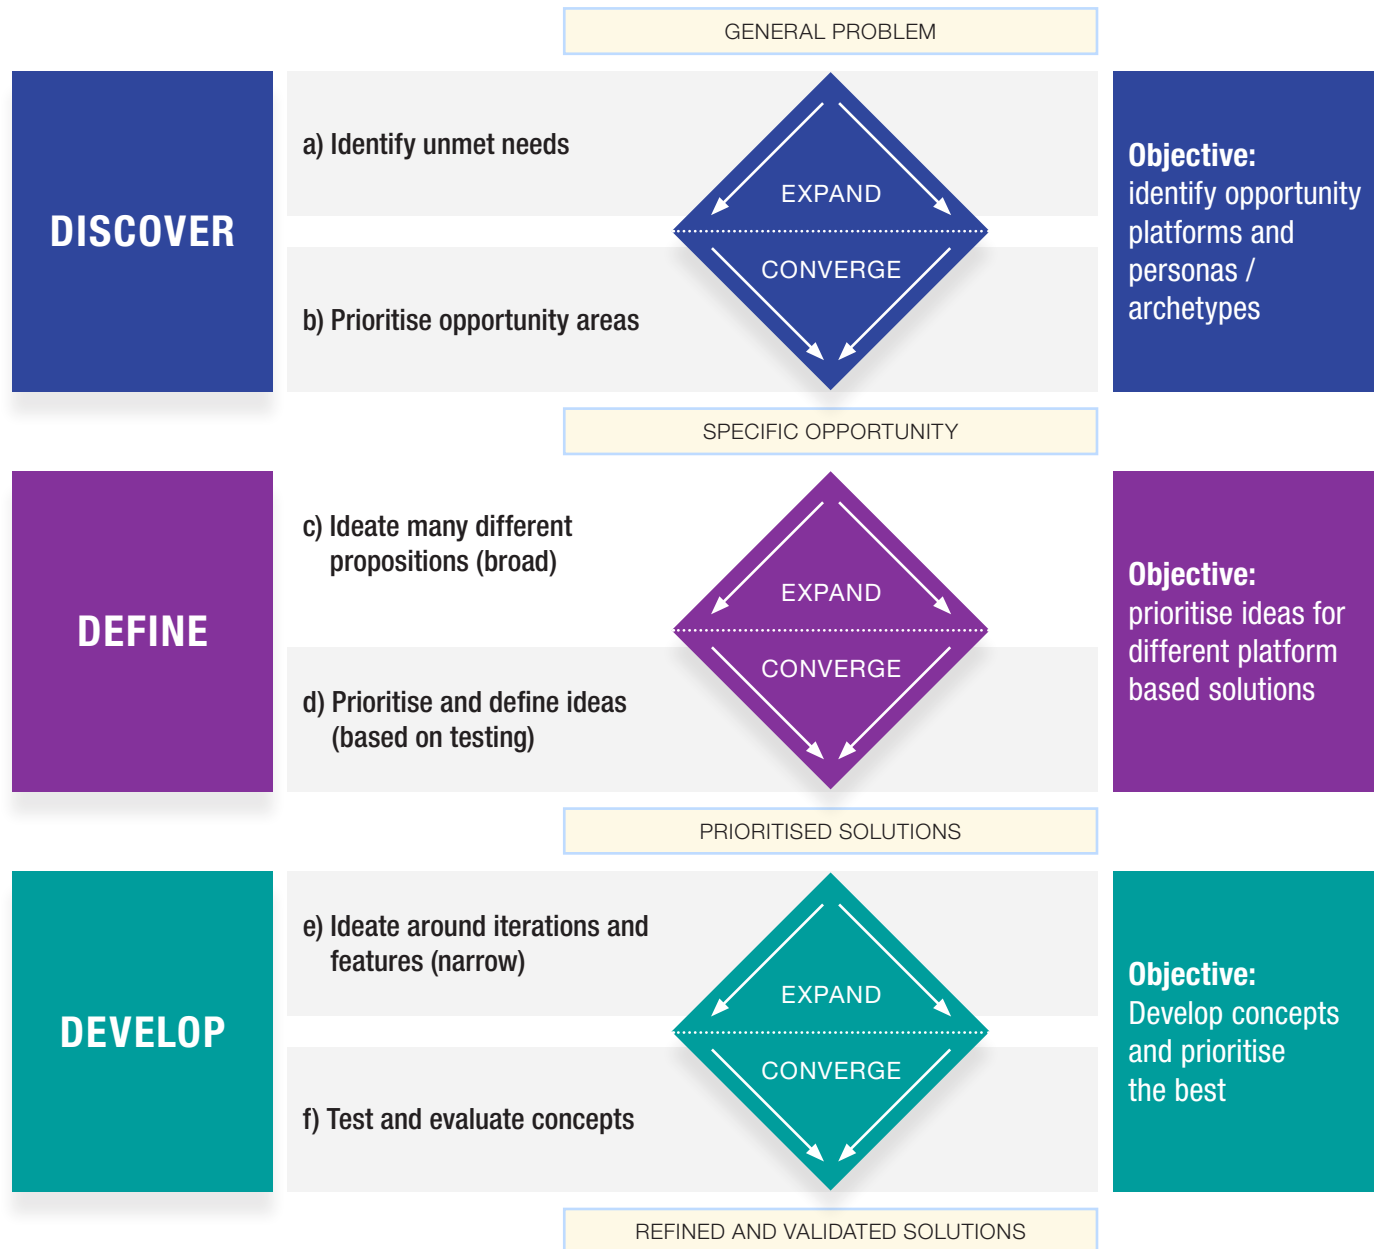 GENERAL PROBLEM
DISCOVER
a) Identify unmet needs
EXPAND
CONVERGE
b) Prioritise opportunity areas
Objective:
identify opportunity
platforms and
personas /
archetypes
SPECIFIC OPPORTUNITY
DEFINE
c) Ideate many different
propositions (broad)
EXPAND
CONVERGE
d) Prioritise and define ideas
(based on testing)
Objective:
prioritise ideas for
different platform
based solutions
PRIORITISED SOLUTIONS
DEVELOP
e) Ideate around iterations and
features (narrow)
EXPAND
CONVERGE
f) Test and evaluate concepts
Objective:
Develop concepts
and prioritise
the best
REFINED AND VALIDATED SOLUTIONS